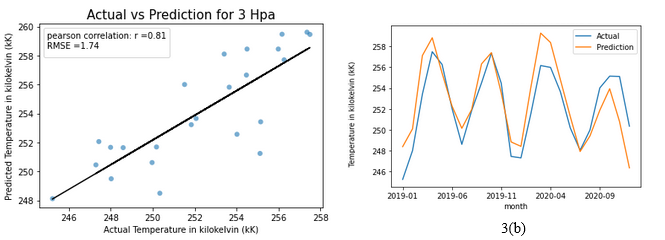 Actual vs Prediction for 3 Hpa
pearson correlation: r =0.81
RMSE =1.74
Predicted Temperature in kilokelvin (kK)
260
258
256
254
252
250
248
246
248
250
252
254
256
258
Actual Temperature in kilokelvin (kK)
Actual
Prediction
Temperature in kilokelvin (kK)
258
256
254
252
250
248
246
2019-01
2019-06
2019-11
2020-04
2020-09
month
3(b)